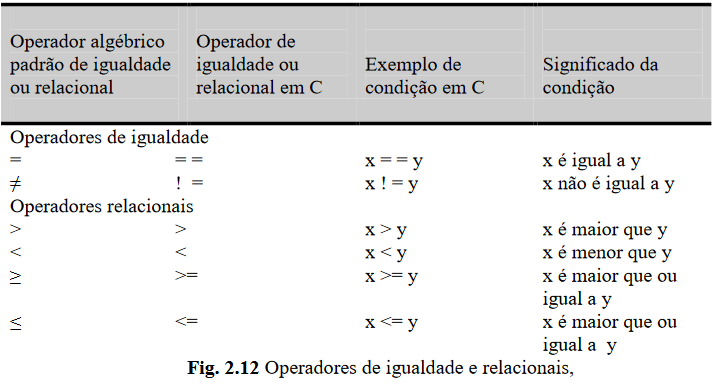 Operador algébrico padrão de igualdade ou relacional | Operador de igualdade ou relacional em C | Exemplo de condição em C | Significado da condição
Operadores de igualdade
= | = = | x = = y | x é igual a y
≠ | ! = | x ! = y | x não é igual a y
Operadores relacionais
> | > | x > y | x é maior que y
< | < | x < y | x é menor que y
≥ | >= | x >= y | x é maior que ou igual a y
≤ | <= | x <= y | x é maior que ou igual a y
Fig. 2.12 Operadores de igualdade e relacionais,